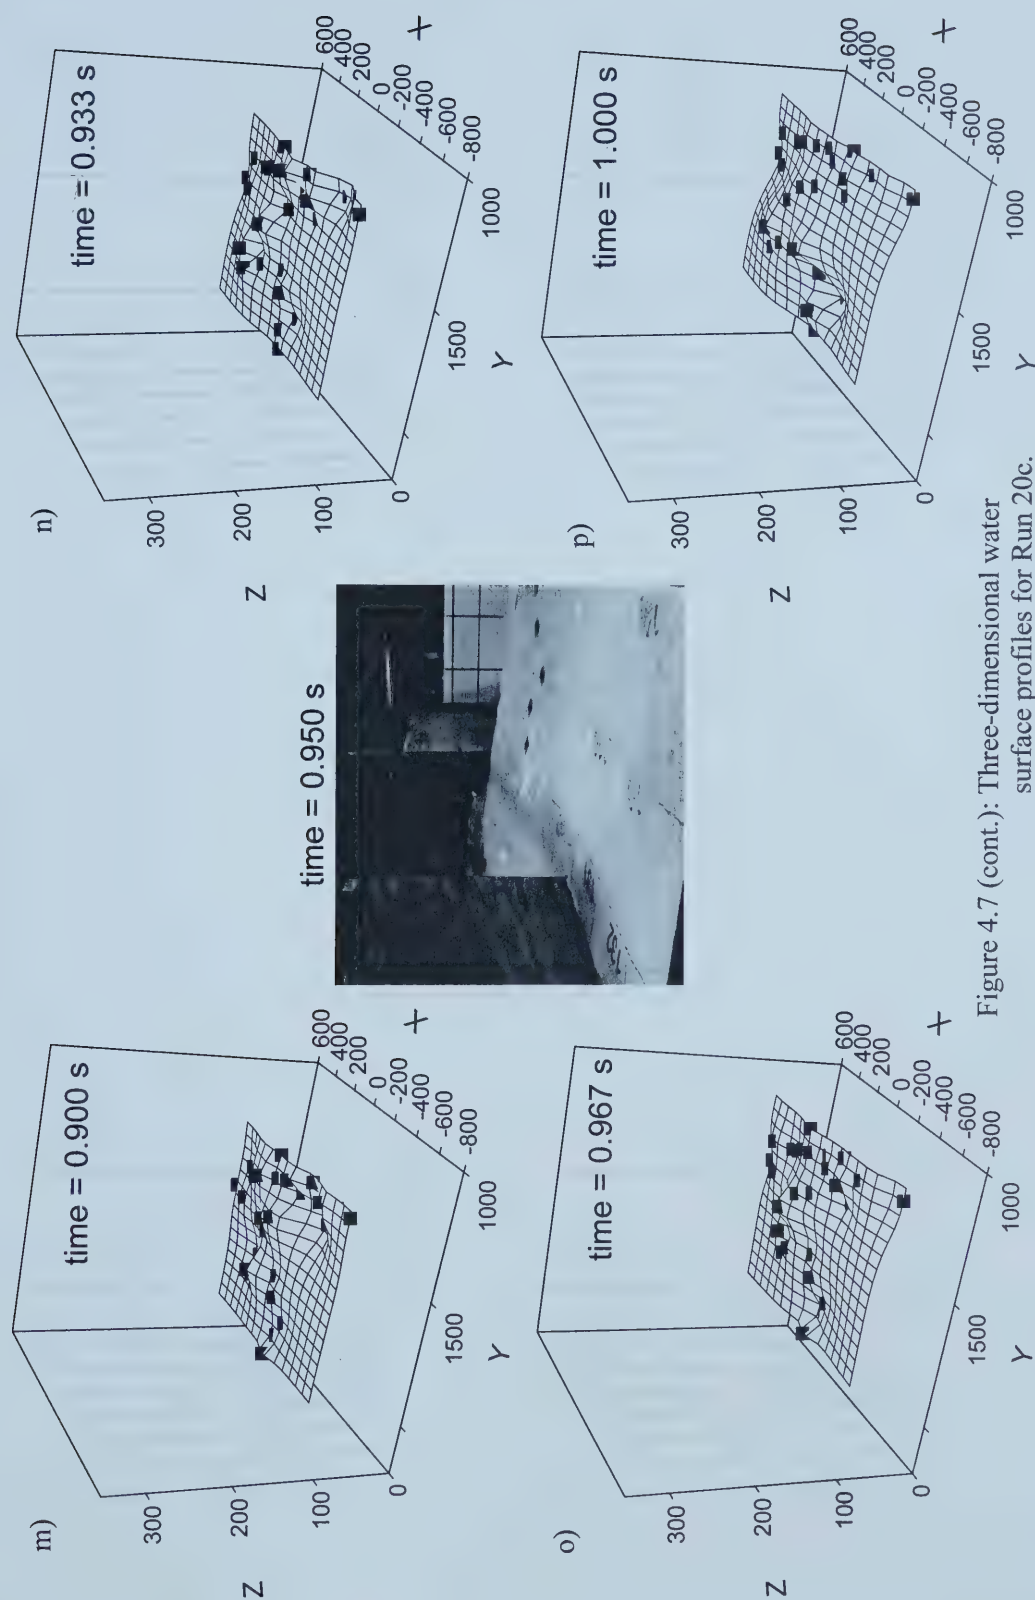 m)
time = 0.900 s
Z
300
200
100
0
1500
1000
Y
600
400
200
0
-200
-400
-600
-800
X
time = 0.950 s
n)
time = 0.933 s
Z
300
200
100
0
1500
1000
Y
600
400
200
0
-200
-400
-600
-800
X
o)
time = 0.967 s
Z
300
200
100
0
1500
1000
Y
600
400
200
0
-200
-400
-600
-800
X
p)
time = 1.000 s
Z
300
200
100
0
1500
1000
Y
600
400
200
0
-200
-400
-600
-800
X
Figure 4.7 (cont.): Three-dimensional water
surface profiles for Run 20c.